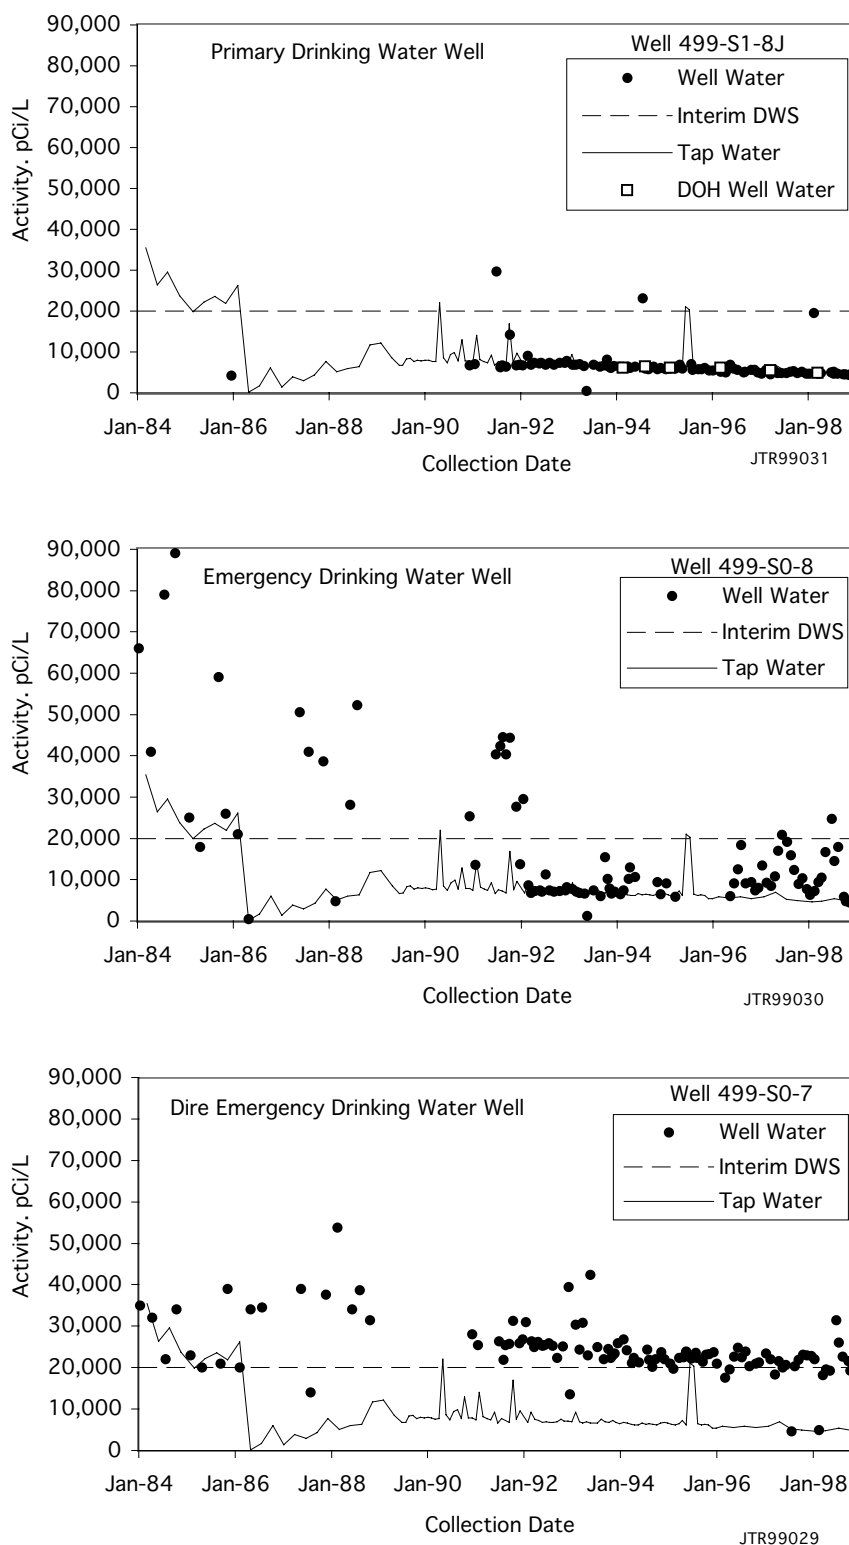 90,000
80,000
70,000
60,000
50,000
40,000
30,000
20,000
10,000
0
Activity. pCi/L
Primary Drinking Water Well
Well 499-S1-8J
Well Water
Interim DWS
Tap Water
DOH Well Water
Jan-84 Jan-86 Jan-88 Jan-90 Jan-92 Jan-94 Jan-96 Jan-98
Collection Date
JTR99031
90,000
80,000
70,000
60,000
50,000
40,000
30,000
20,000
10,000
0
Activity. pCi/L
Emergency Drinking Water Well
Well 499-S0-8
Well Water
Interim DWS
Tap Water
Jan-84 Jan-86 Jan-88 Jan-90 Jan-92 Jan-94 Jan-96 Jan-98
Collection Date
JTR99030
90,000
80,000
70,000
60,000
50,000
40,000
30,000
20,000
10,000
0
Activity. pCi/L
Dire Emergency Drinking Water Well
Well 499-S0-7
Well Water
Interim DWS
Tap Water
Jan-84 Jan-86 Jan-88 Jan-90 Jan-92 Jan-94 Jan-96 Jan-98
Collection Date
JTR99029